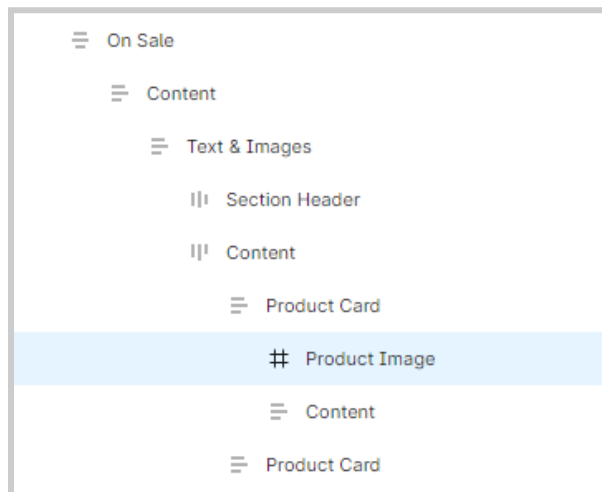 On Sale
Content
Text & Images
Section Header
Content
Product Card
Product Image
Content
Product Card